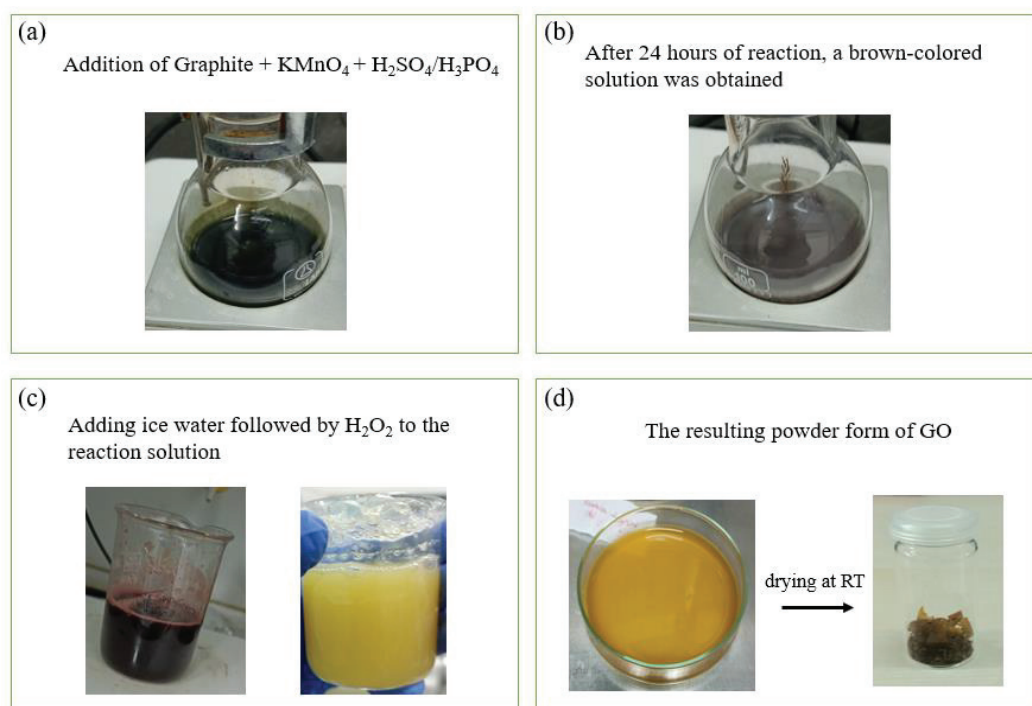 (a)
Addition of Graphite + KMnO₄ + H₂SO₄/H₃PO₄
(b)
After 24 hours of reaction, a brown-colored
solution was obtained
ml
(c)
Adding ice water followed by H₂O₂ to the
reaction solution
(d)
The resulting powder form of GO
drying at RT